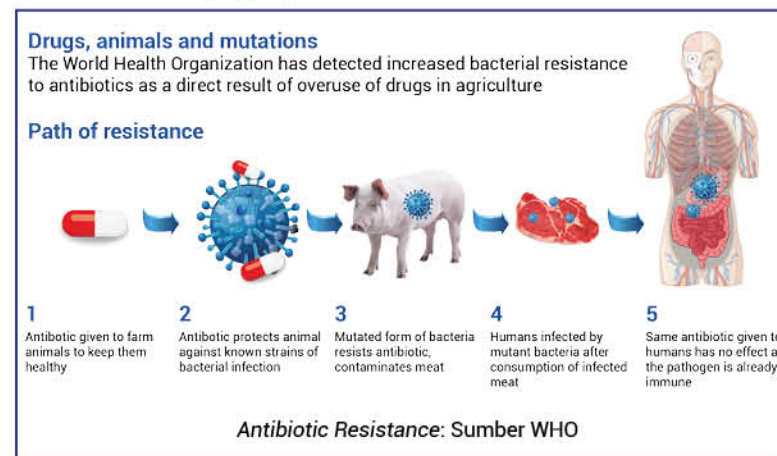 Drugs, animals and mutations
The World Health Organization has detected increased bacterial resistance
to antibiotics as a direct result of overuse of drugs in agriculture
Path of resistance
1
Antibotic given to farm
animals to keep them
healthy
2
Antibotic protects animal
against known strains of
bacterial infection
3
Mutated form of bacteria
resists antibiotic,
contaminates meat
4
Humans infected by
mutant bacteria after
consumption of infected
meat
5
Same antibiotic given
humans has no effect
the pathogen is already
immune
Antibiotic Resistance: Sumber WHO